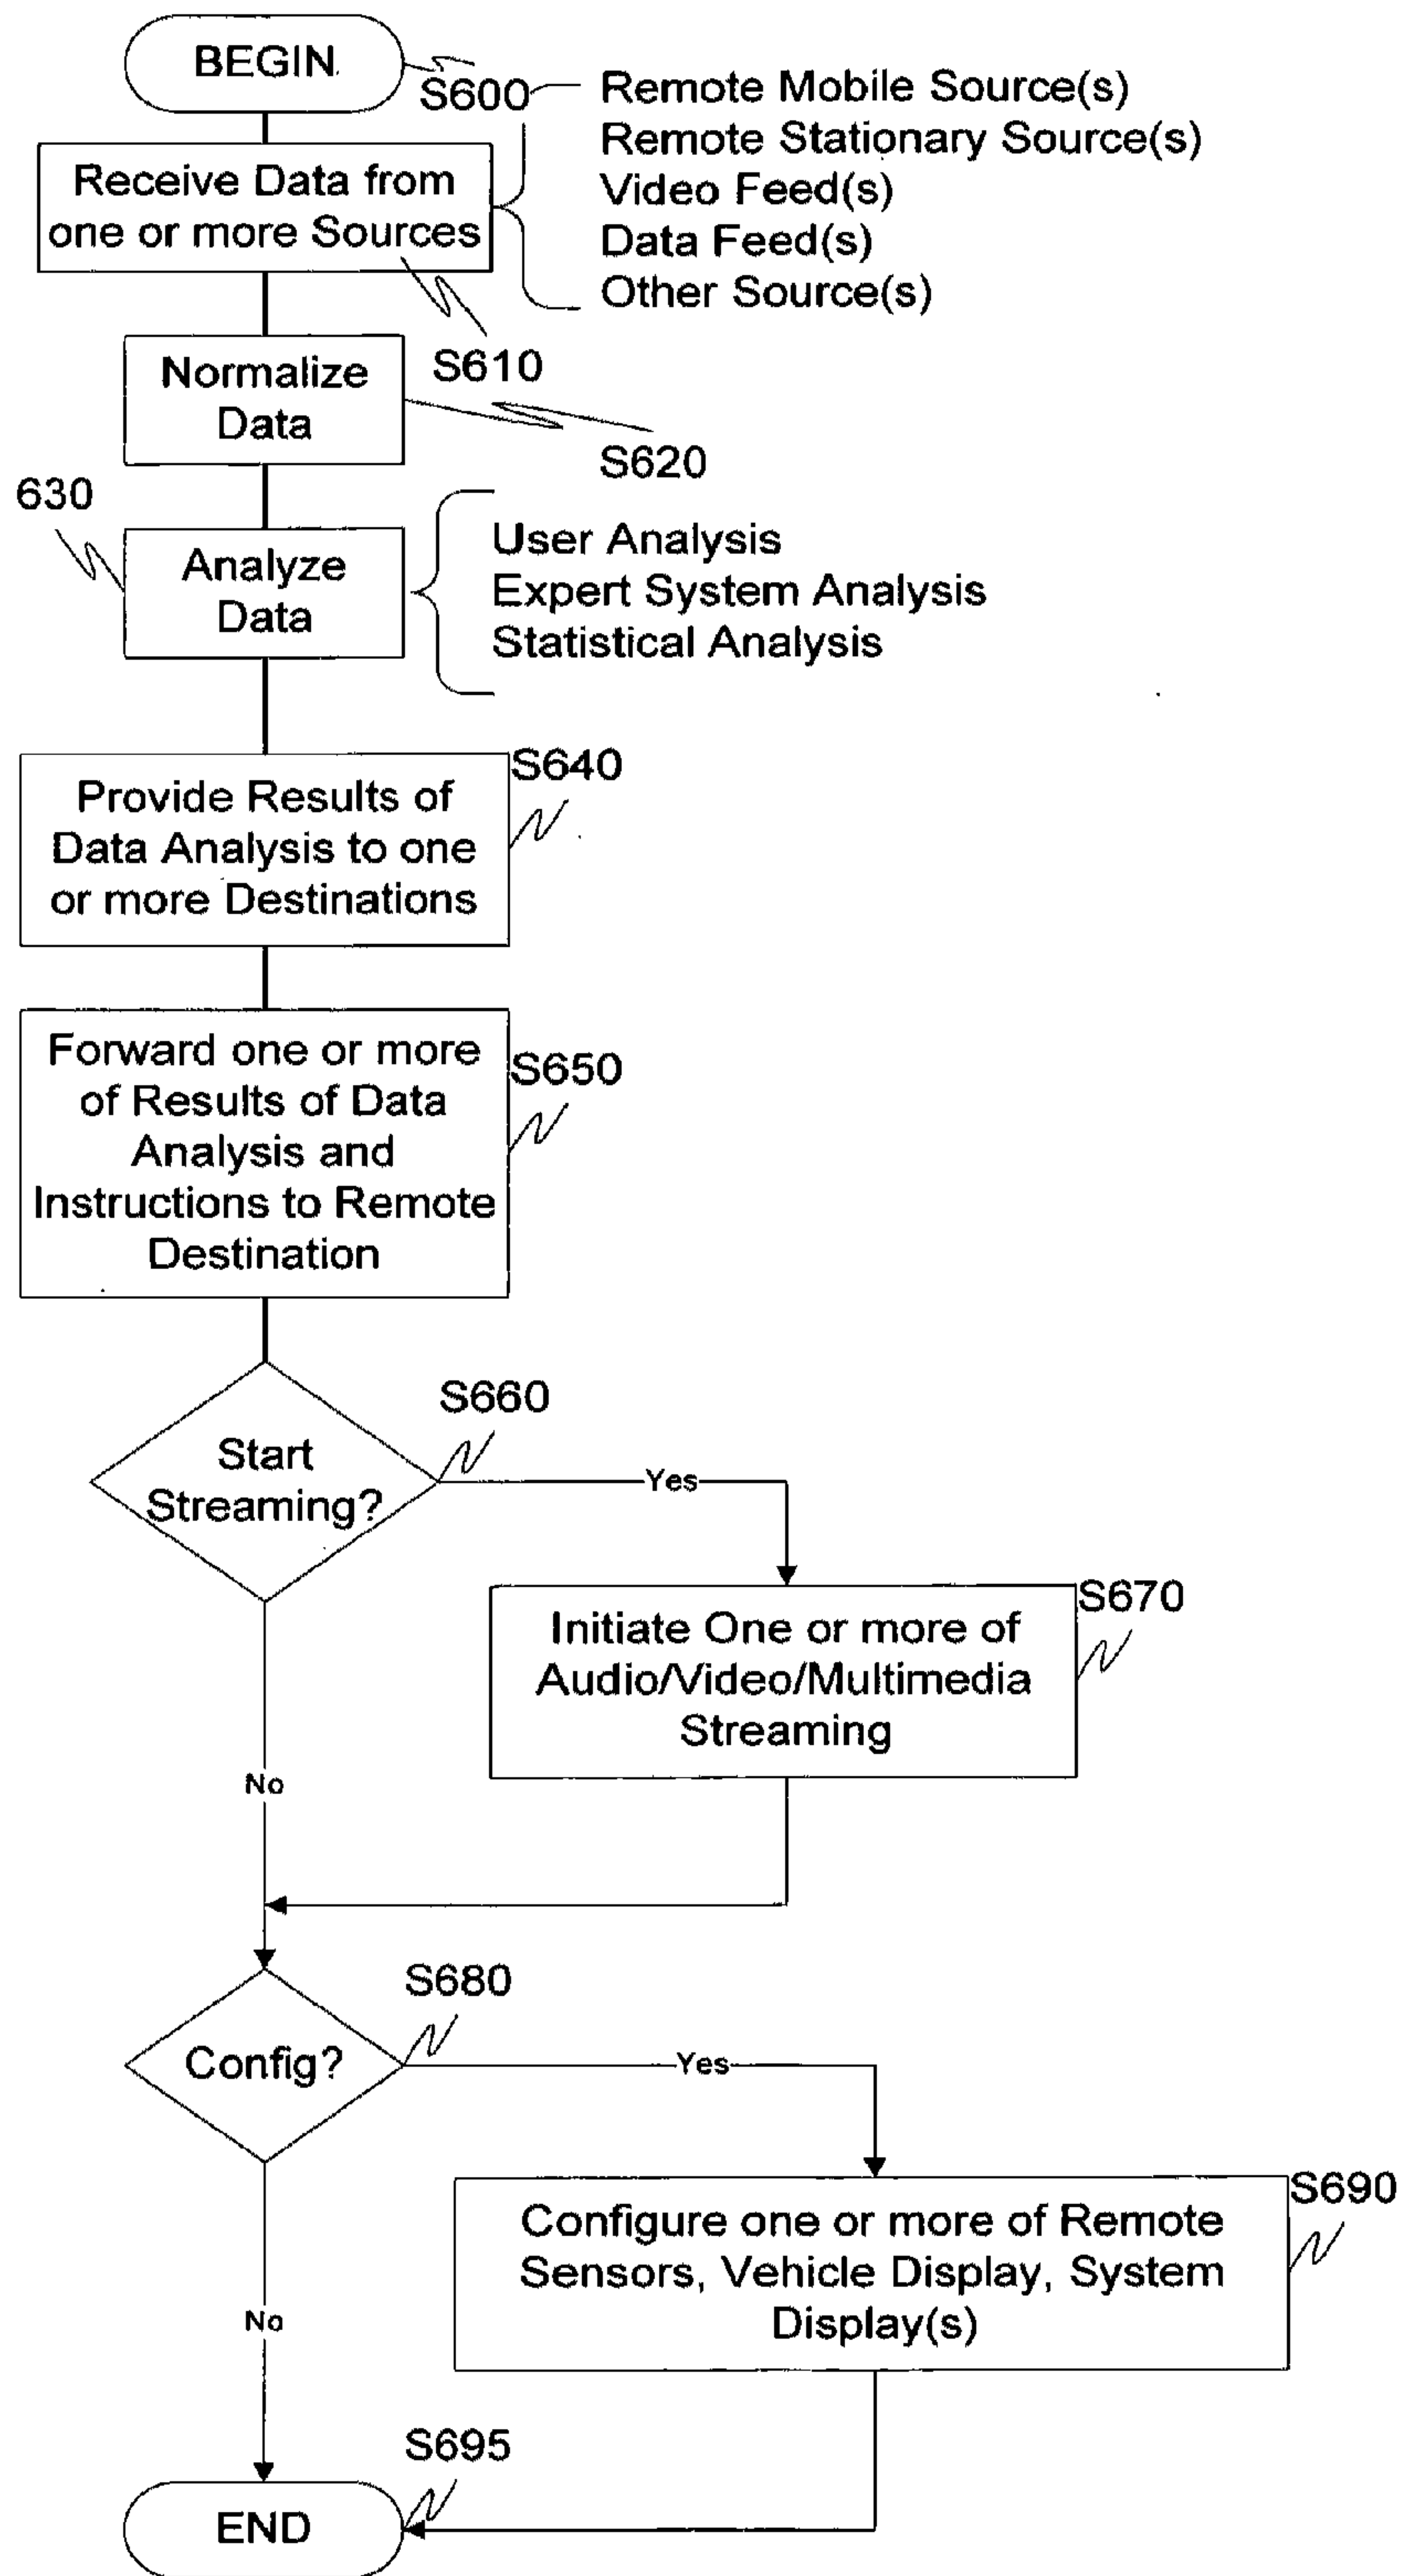 BEGIN
S600
Remote Mobile Source(s)
Remote Stationary Source(s)
Video Feed(s)
Data Feed(s)
Other Source(s)
Receive Data from
one or more Sources
S610
Normalize
Data
S620
630
Analyze
Data
User Analysis
Expert System Analysis
Statistical Analysis
S640
Provide Results of
Data Analysis to one
or more Destinations
S650
Forward one or more
of Results of Data
Analysis and
Instructions to Remote
Destination
S660
Start
Streaming?
Yes
S670
Initiate One or more of
Audio/Video/Multimedia
Streaming
No
S680
Config?
Yes
S690
Configure one or more of Remote
Sensors, Vehicle Display, System
Display(s)
No
S695
END